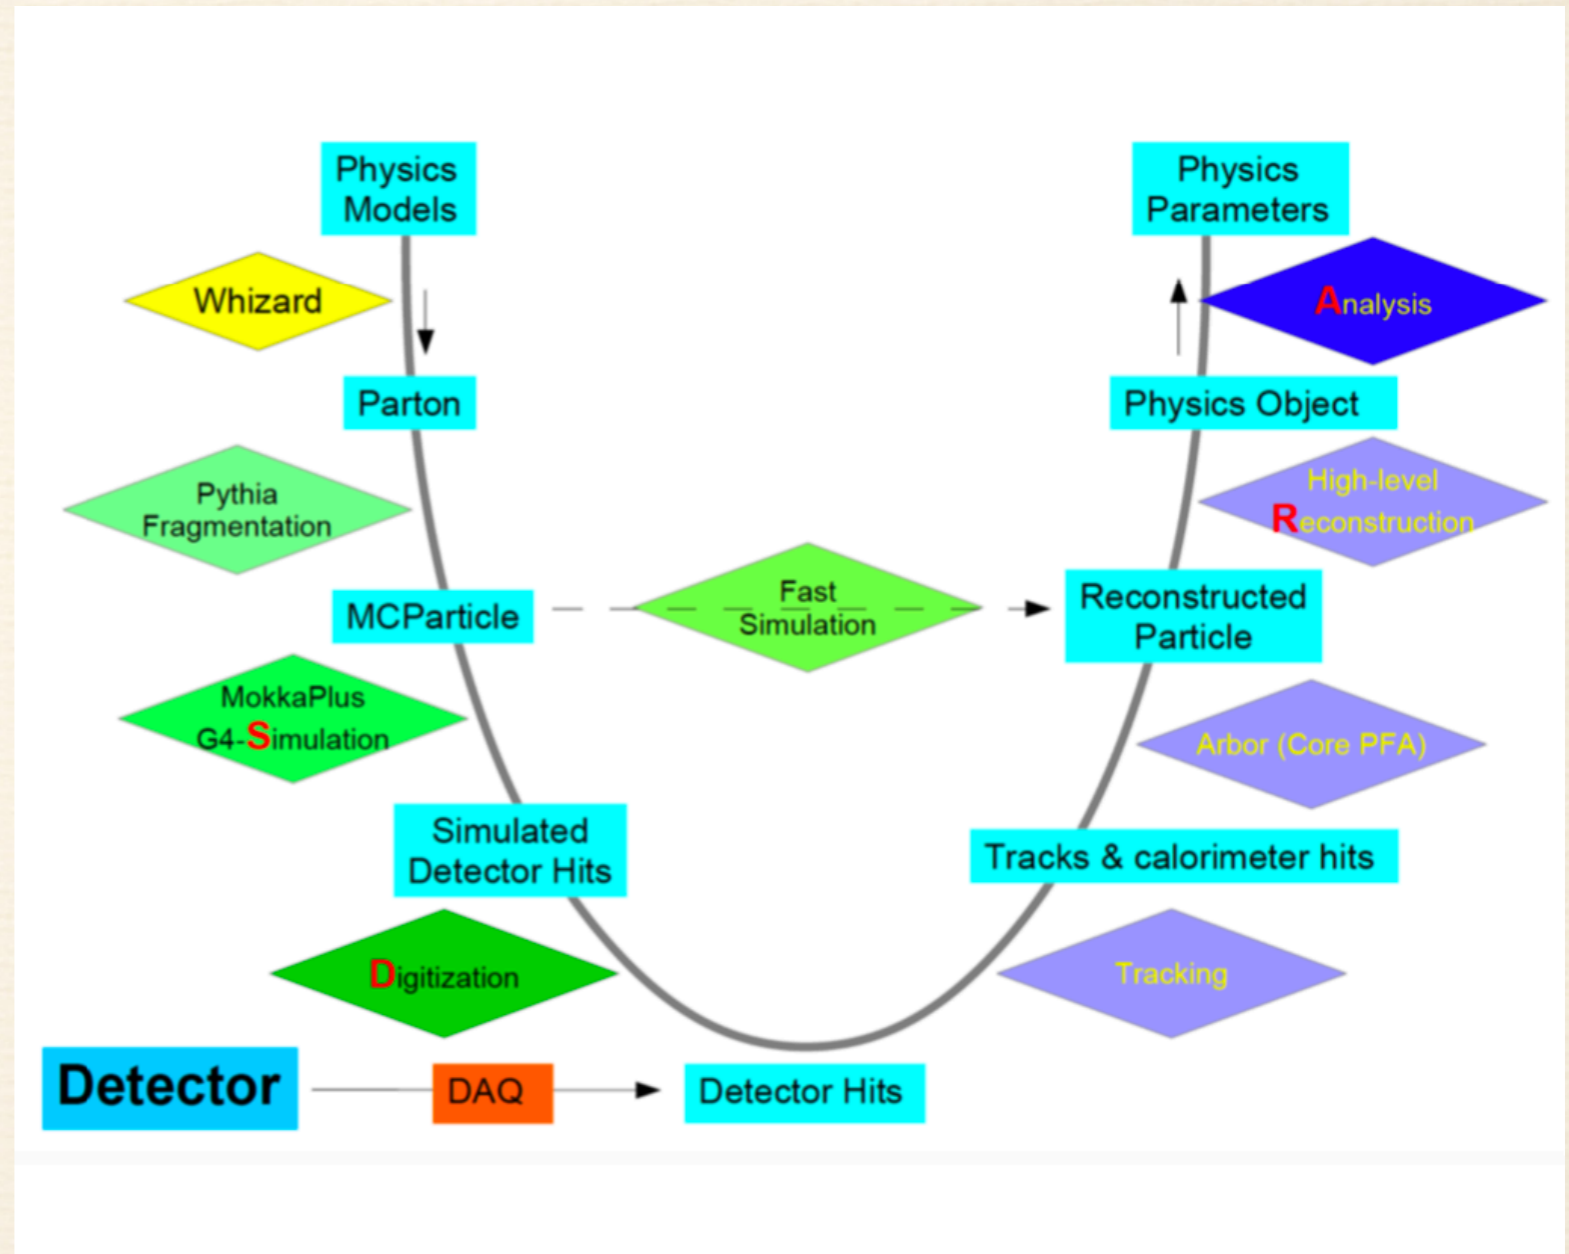 Physics
Models
Physics
Parameters
Whizard
Analysis
Parton
Physics Object
Pythia
Fragmentation
High-level
Reconstruction
Fast
Simulation
MCParticle
Reconstructed
Particle
MokkaPlus
G4-Simulation
Arbor (Core PFA)
Simulated
Detector Hits
Tracks & calorimeter hits
Digitization
Tracking
Detector
DAQ
Detector Hits